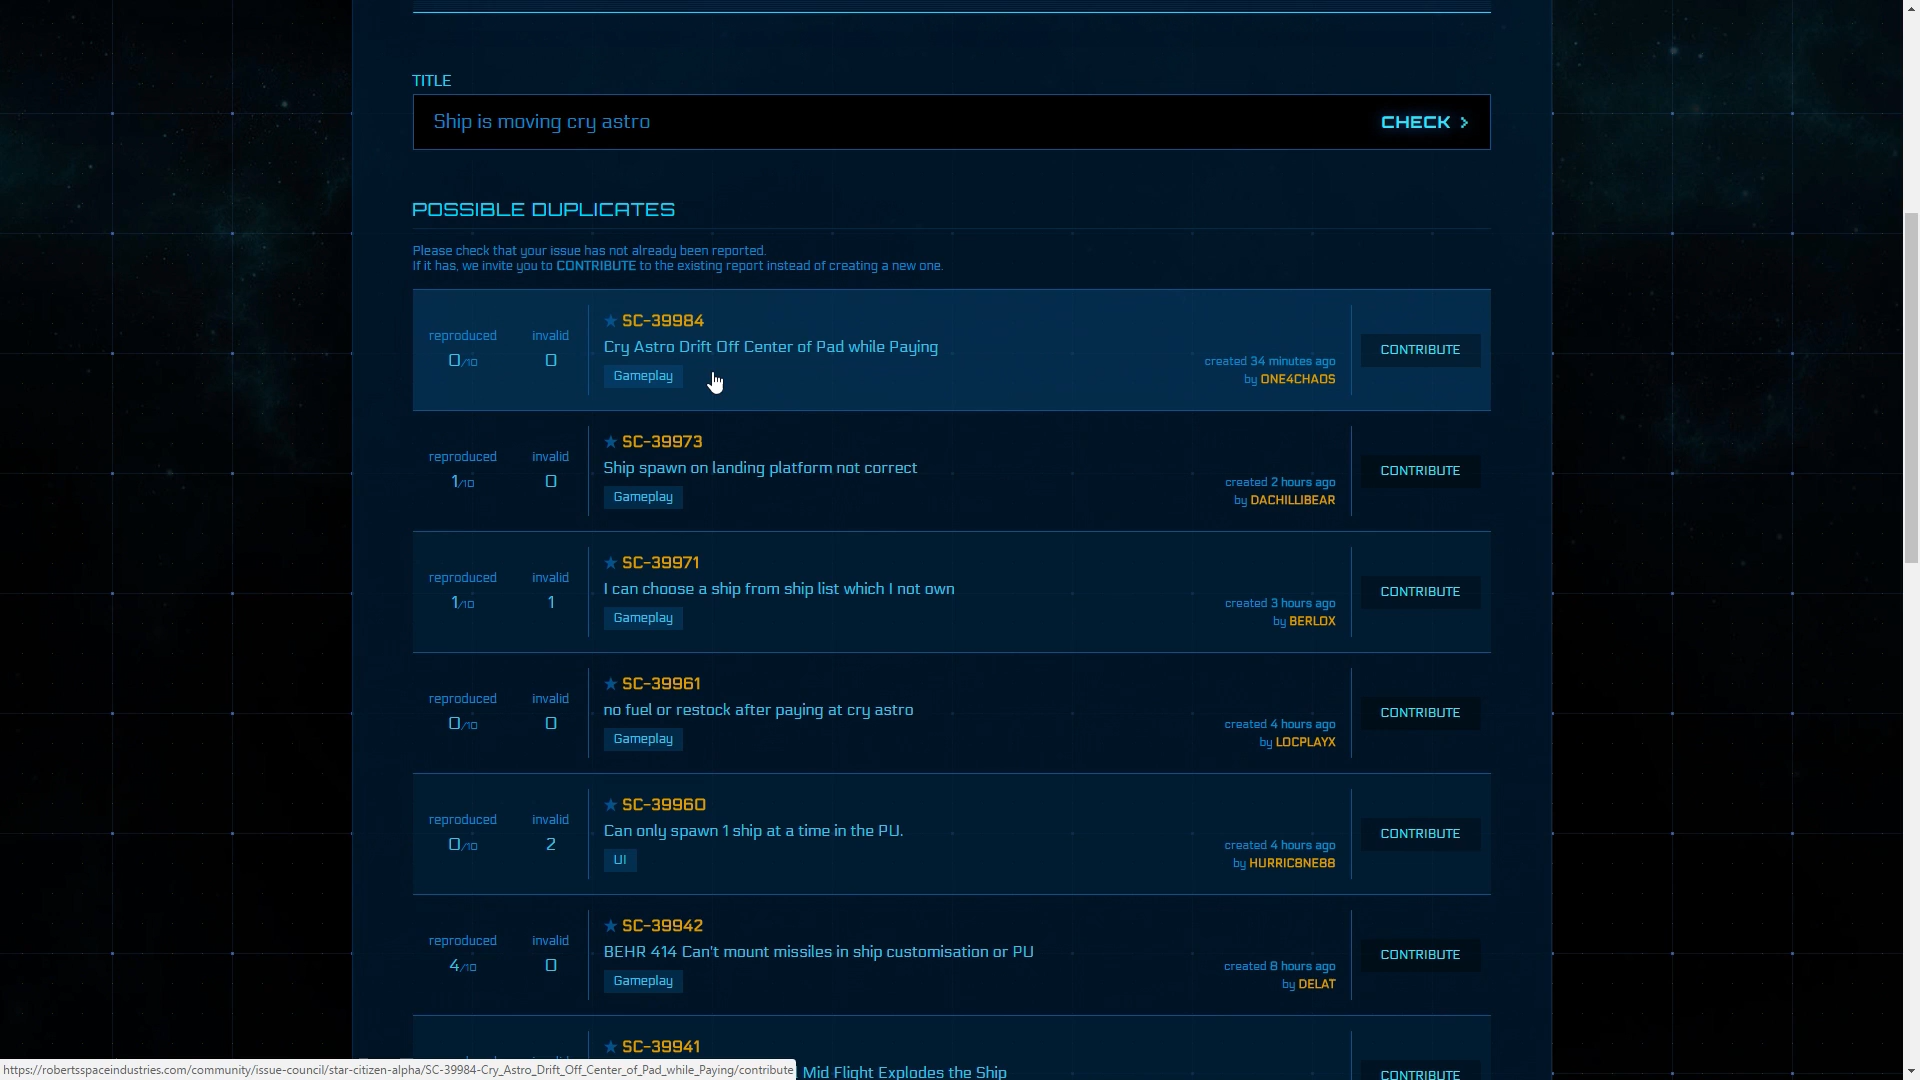 TITLE
Ship is moving cry astro
CHECK >
POSSIBLE DUPLICATES
Please check that your issue has not already been reported.
If it has, we invite you to CONTRIBUTE to the existing report instead of creating a new one.
reproduced
0/10
invalid
0
SC-39984
Cry Astro Drift Off Center of Pad while Paying
Gameplay
created 34 minutes ago
by ONE4CHAOS
CONTRIBUTE
reproduced
1/10
invalid
0
SC-39973
Ship spawn on landing platform not correct
Gameplay
created 2 hours ago
by DACHILLIBEAR
CONTRIBUTE
reproduced
1/10
invalid
1
SC-39971
I can choose a ship from ship list which I not own
Gameplay
created 3 hours ago
by BERLOX
CONTRIBUTE
reproduced
0/10
invalid
0
SC-39961
no fuel or restock after paying at cry astro
Gameplay
created 4 hours ago
by LOCPLAYX
CONTRIBUTE
reproduced
0/10
invalid
2
SC-39960
Can only spawn 1 ship at a time in the PU.
UI
created 4 hours ago
by HURRIC8NE88
CONTRIBUTE
reproduced
4/10
invalid
0
SC-39942
BEHR 414 Can't mount missiles in ship customisation or PU
Gameplay
created 8 hours ago
by DELAT
CONTRIBUTE
SC-39941
Mid Flight Explodes the Ship
CONTRIBUTE
https://robertsspaceindustries.com/community/issue-council/star-citizen-alpha/SC-39984-Cry_Astro_Drift_Off_Center_of_Pad_while_Paying/contribute